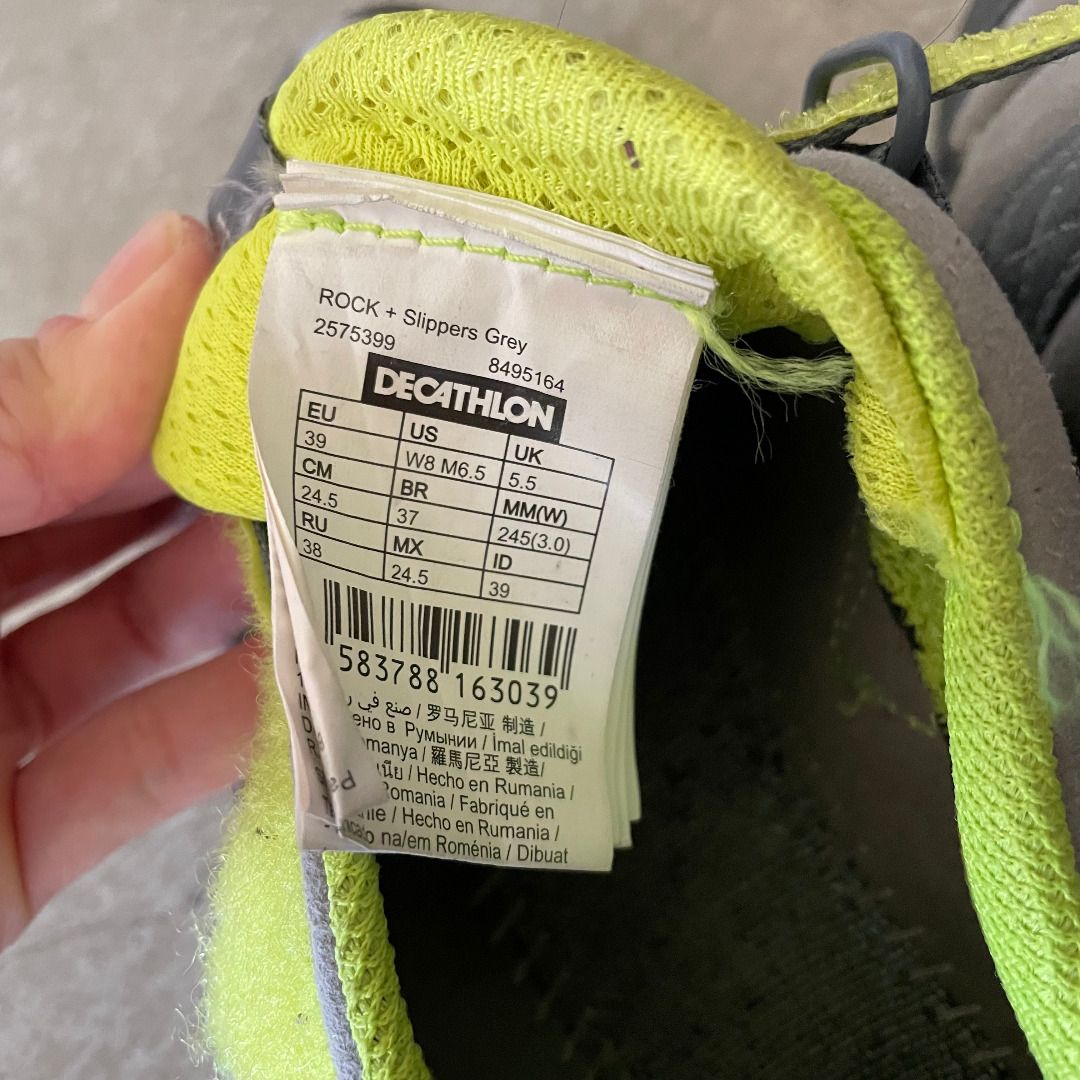 ROCK + Slippers Grey
2575399 8495164
DECATHLON
EU US UK
39 W8 M6.5 5.5
CM BR MM(W)
24.5 37 245(3.0)
RU MX ID
38 24.5 39
583788 163039
صنع في / 罗马尼亚 制造 /
Румынии / İmal edildiği
羅馬尼亞 製造/
/ Hecho en Rumania /
Romania / Fabriqué en
/ Hecho en Rumania /
na/em Roménia / Dibuat